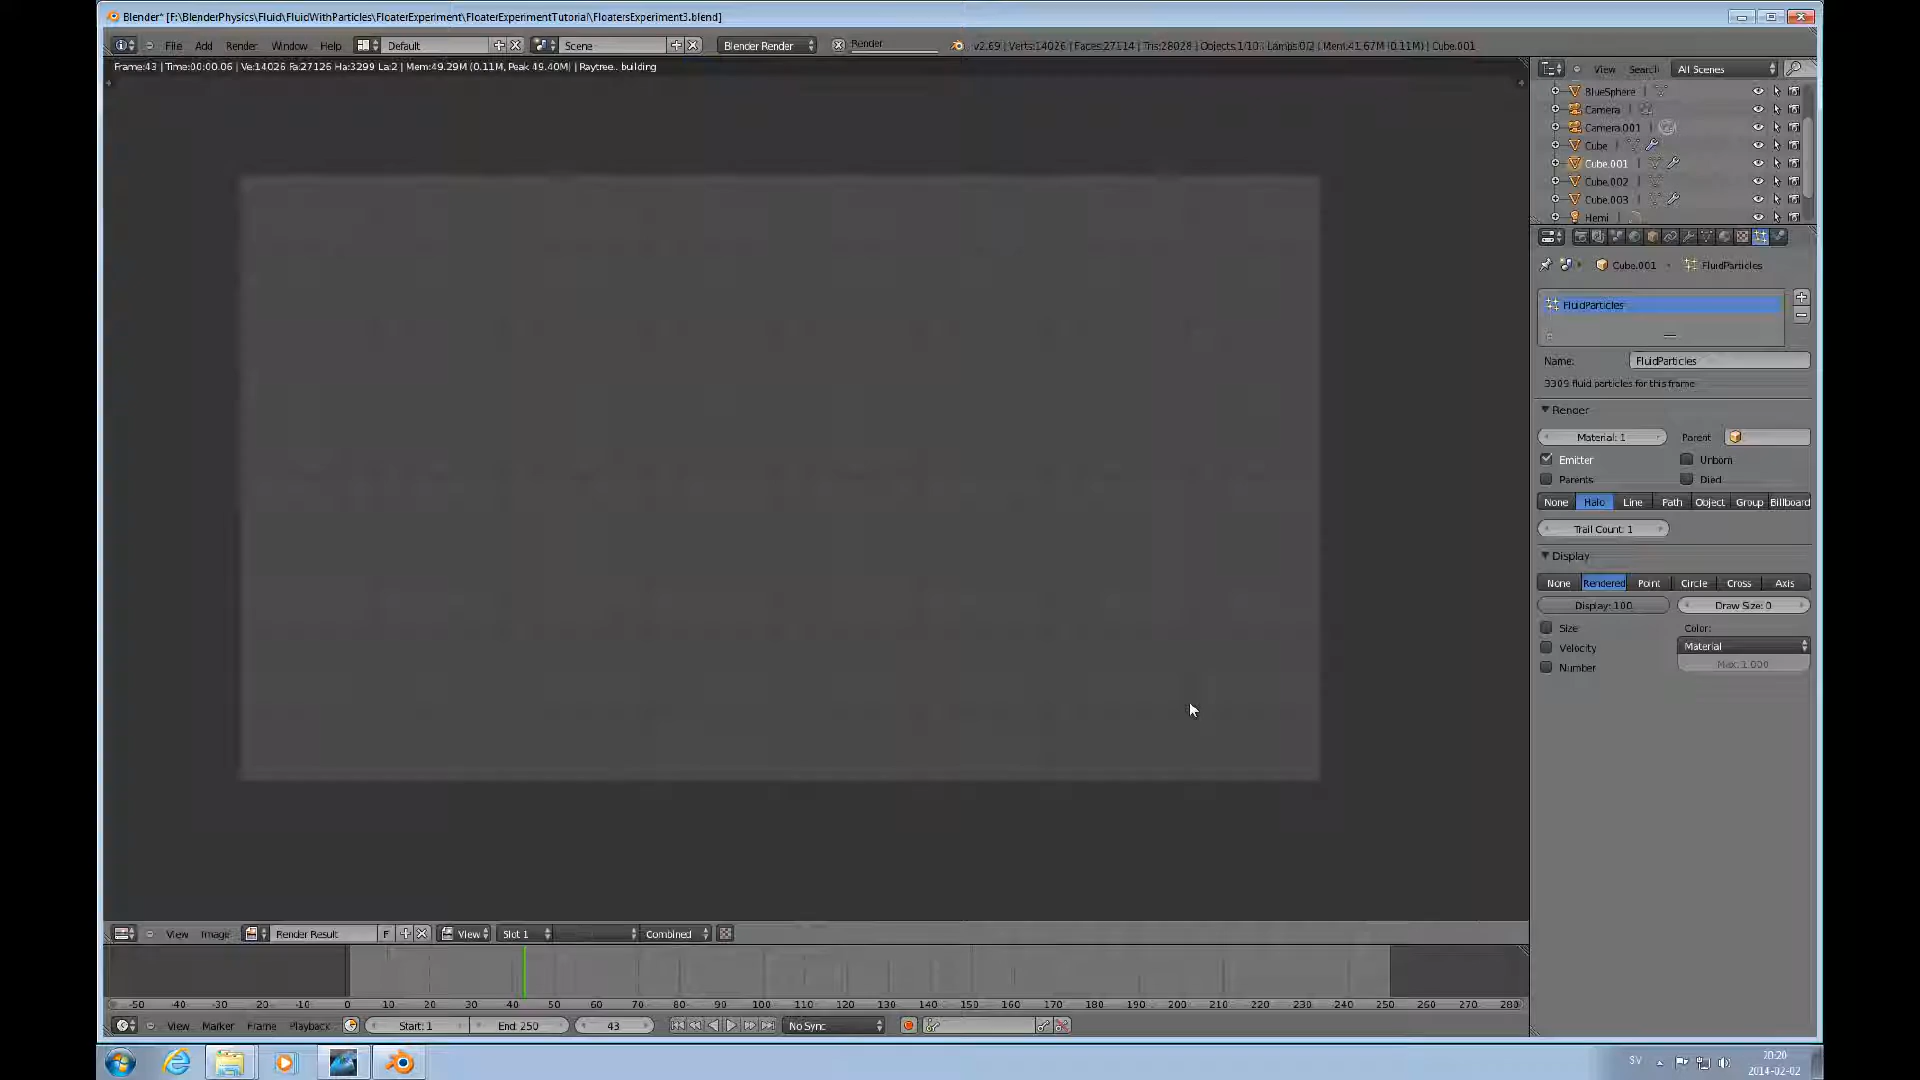 Blender* [F:\BlenderPhysics\Fluid\FluidWithParticles\FloaterExperiment\FloaterExperimentTutorial\FloatersExperiment3.blend]
File Add Render Window Help Default Scene Blender Render Render v2.69 | Verts:14026 | Faces:27114 | Tris:28028 | Objects:1/10 | Lamps:0/2 | Mem:41.67M (0.11M) | Cube.001
Frame:43 | Time:00:00.06 | Ve:14026 Fa:27126 Ha:3299 La:2 | Mem:49.29M (0.11M, Peak 49.40M) | Raytree.. building
View Search All Scenes
BlueSphere
Camera
Camera.001
Cube
Cube.001
Cube.002
Cube.003
Hemi
Cube.001 FluidParticles
FluidParticles
Name: FluidParticles
3309 fluid particles for this frame
Render
Material: 1 Parent
Emitter Unborn
Parents Died
None Halo Line Path Object Group Billboard
Trail Count: 1
Display
None Rendered Point Circle Cross Axis
Display: 100 Draw Size: 0
Size Color:
Velocity Material
Max: 1.000
Number
View Image Render Result F View Slot 1 Combined
-50 -40 -30 -20 -10 0 10 20 30 40 50 60 70 80 90 100 110 120 130 140 150 160 170 180 190 200 210 220 230 240 250 260 270 280
View Marker Frame Playback Start: 1 End: 250 43 No Sync
SV 20:20
2014-02-02